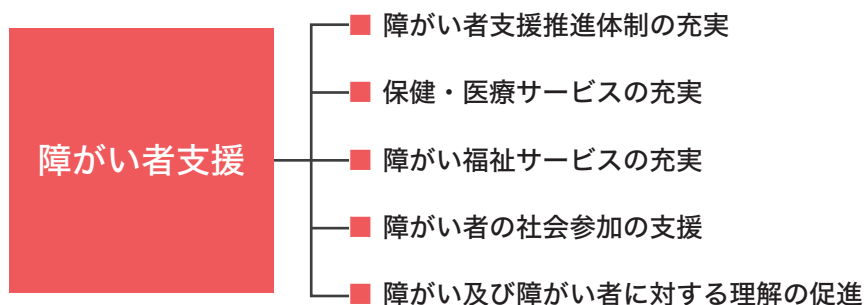 障がい者支援
障がい者支援推進体制の充実
保健・医療サービスの充実
障がい福祉サービスの充実
障がい者の社会参加の支援
障がい及び障がい者に対する理解の促進